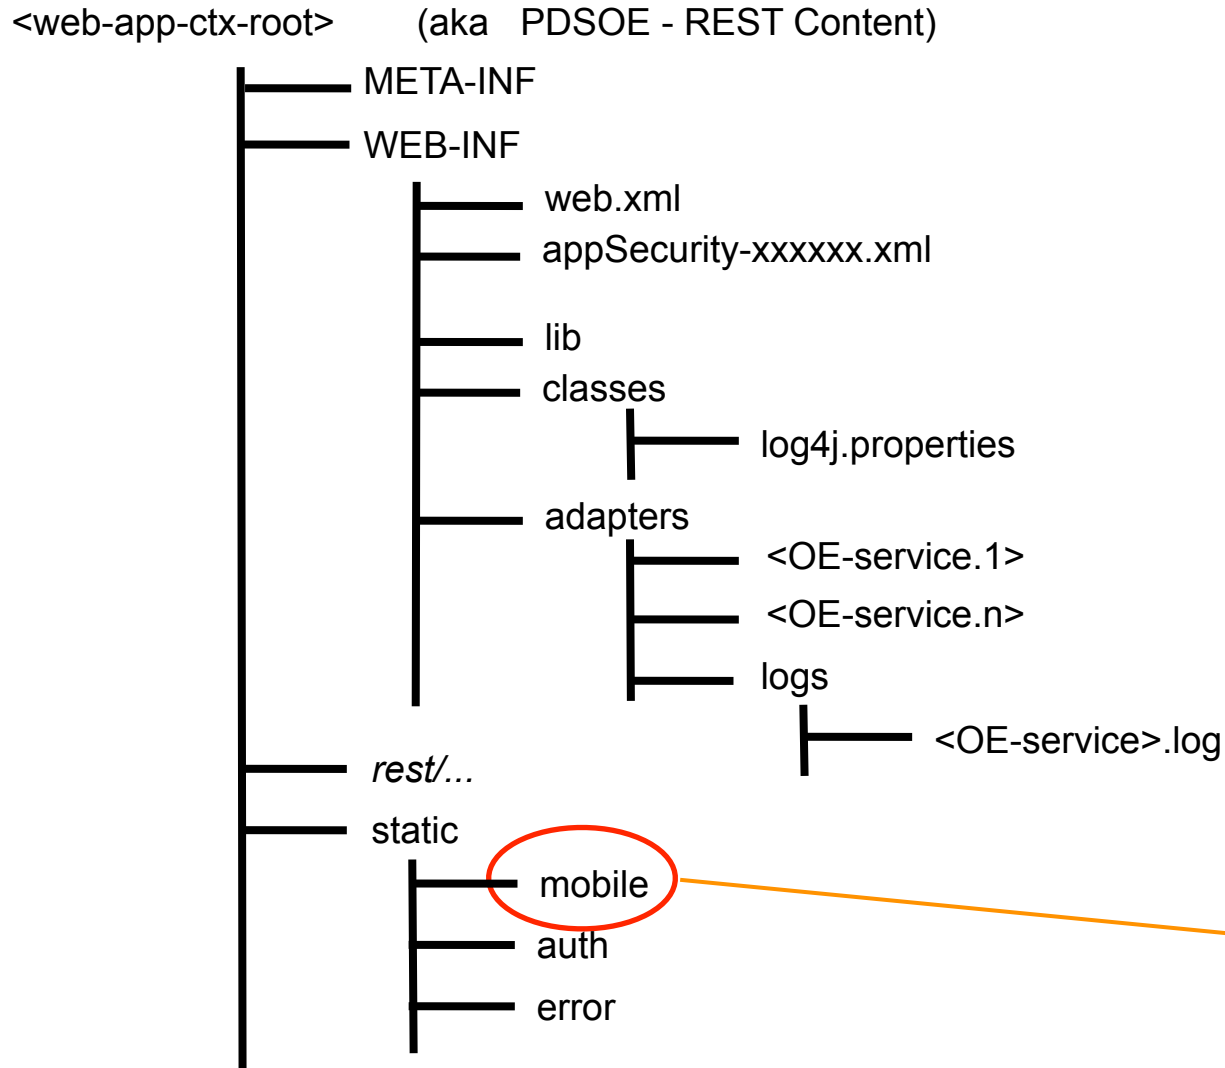 <web-app-ctx-root> (aka PDSOE - REST Content)
META-INF
WEB-INF
web.xml
appSecurity-xxxxxx.xml
lib
classes
log4j.properties
adapters
<OE-service.1>
<OE-service.n>
logs
<OE-service>.log
rest/...
static
mobile
auth
error